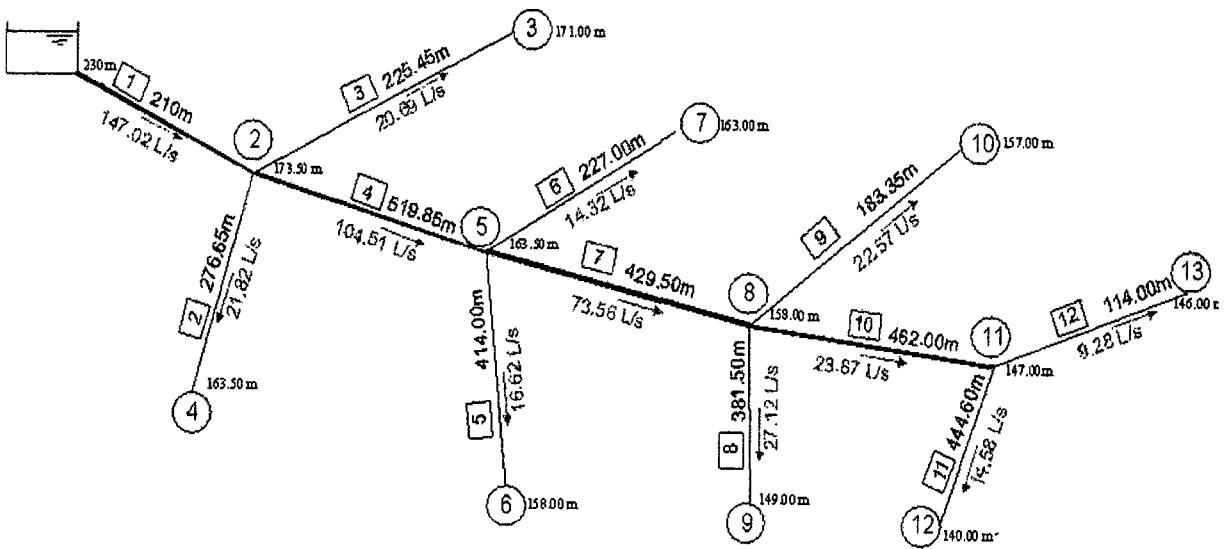 230m
1 210m
147.02 L/s
2
173.50 m
3
171.00 m
3 225.45m
20.69 L/s
2 276.65m
21.82 L/s
4
163.50 m
4 519.85m
104.51 L/s
5
163.50 m
6 227.00m
14.32 L/s
7
163.00 m
5 414.00m
16.62 L/s
6
158.00 m
7 429.50m
73.56 L/s
8
158.00 m
9 183.35m
22.57 L/s
10
157.00 m
8 381.50m
27.12 L/s
9
149.00 m
10 462.00m
23.87 L/s
11
147.00 m
12 114.00m
9.28 L/s
13
146.00 m
11 444.60m
14.58 L/s
12
140.00 m